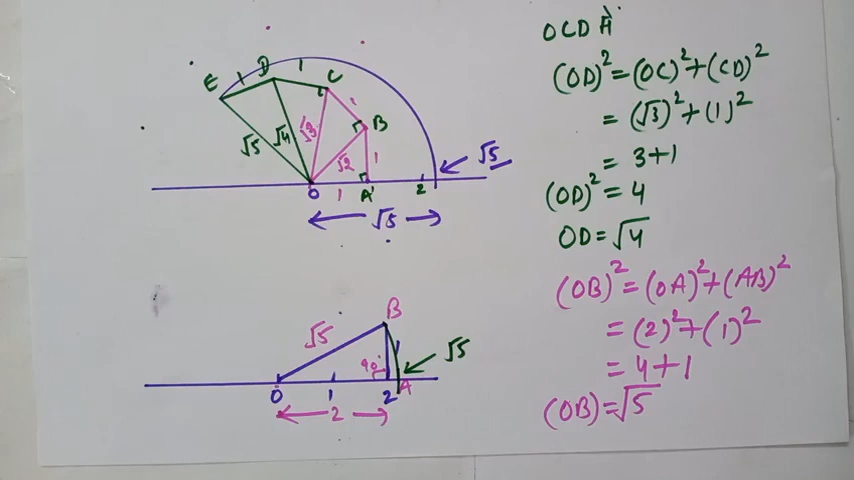 E 1 D 1 C
1
B
√5 √4 √3 √2 1
√5
O 1 A 2
√5
OCD Δ
(OD)² = (OC)² + (CD)²
= (√3)² + (1)²
= 3+1
(OD)² = 4
OD = √4
B
√5
1
√5
90°
O 1 2 A
2
(OB)² = (OA)² + (AB)²
= (2)² + (1)²
= 4+1
(OB) = √5